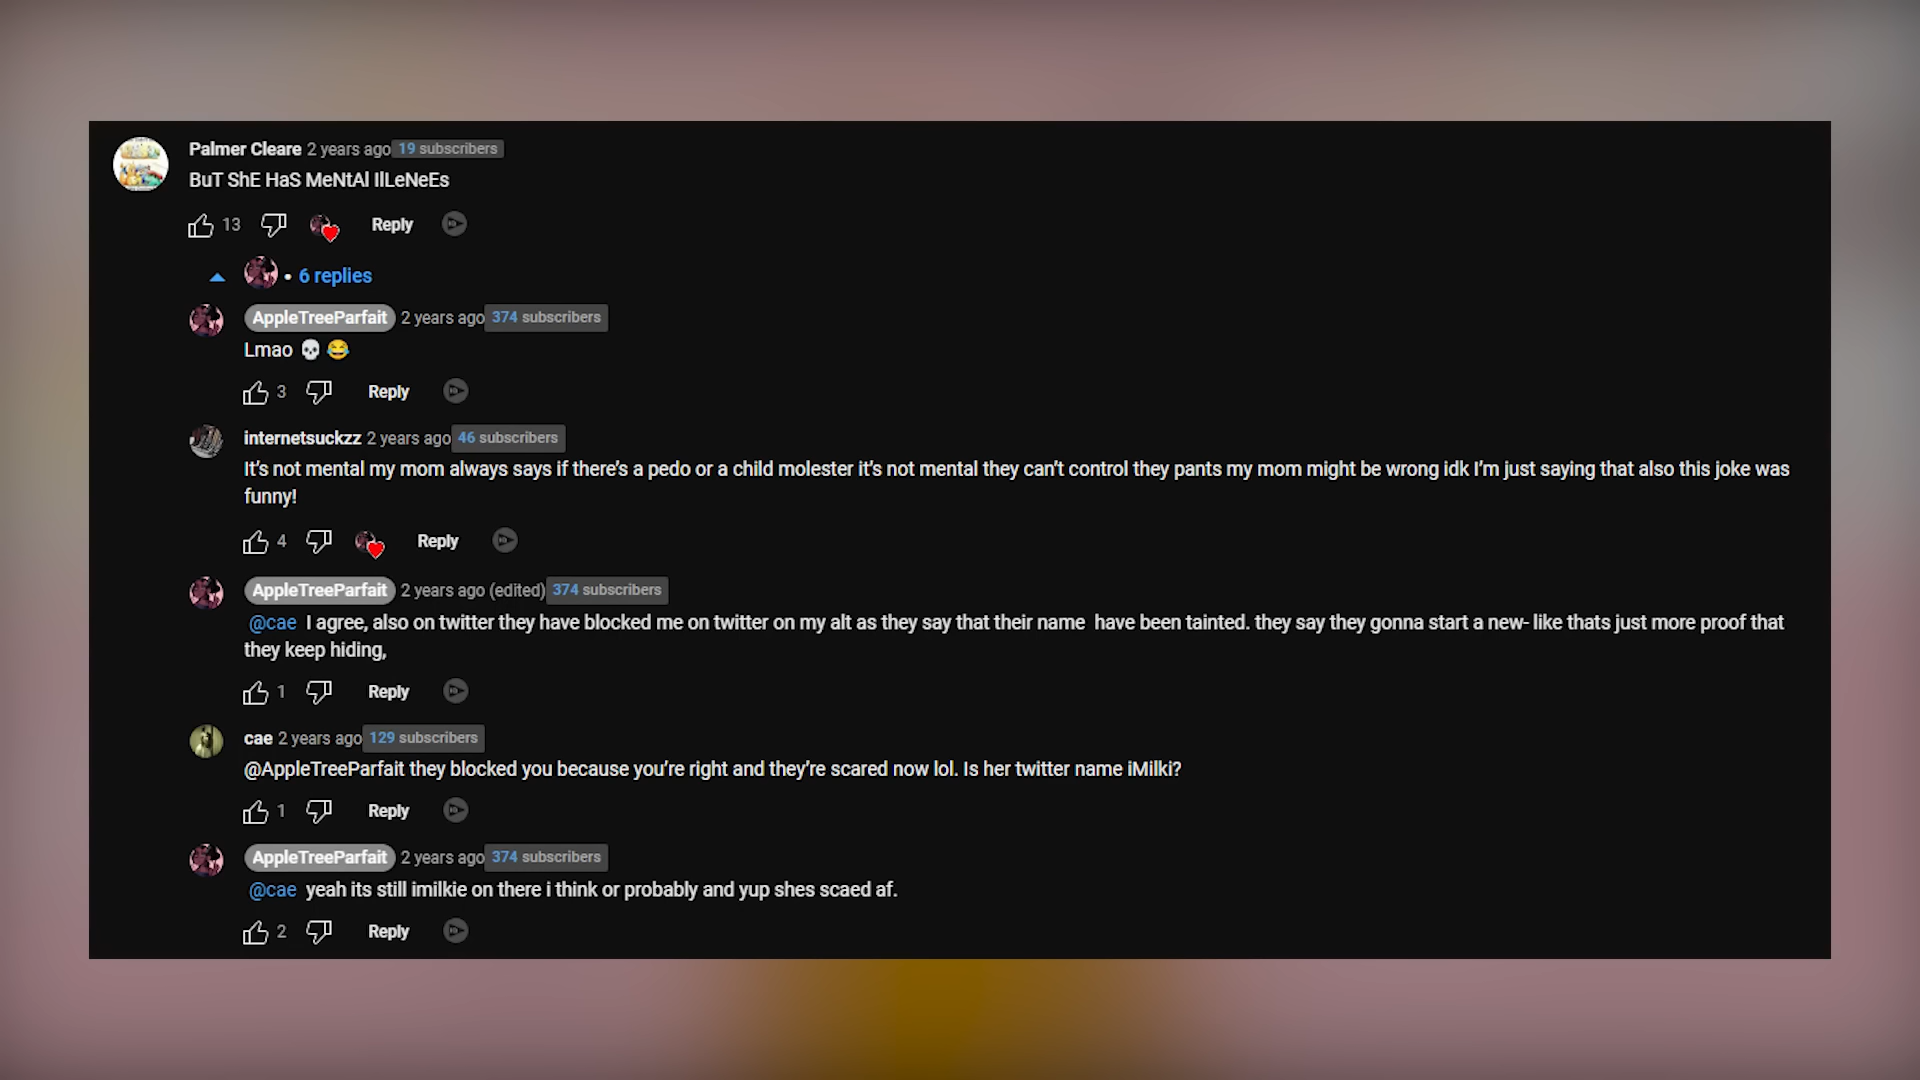 Palmer Cleare 2 years ago 19 subscribers
BuT ShE HaS MeNtAl IlLeNeEs
13 Reply
• 6 replies
AppleTreeParfait 2 years ago 374 subscribers
Lmao 💀 😂
3 Reply
internetsuckzz 2 years ago 46 subscribers
It's not mental my mom always says if there's a pedo or a child molester it's not mental they can't control they pants my mom might be wrong idk I'm just saying that also this joke was
funny!
4 Reply
AppleTreeParfait 2 years ago (edited) 374 subscribers
@cae I agree, also on twitter they have blocked me on twitter on my alt as they say that their name have been tainted. they say they gonna start a new- like thats just more proof that
they keep hiding,
1 Reply
cae 2 years ago 129 subscribers
@AppleTreeParfait they blocked you because you're right and they're scared now lol. Is her twitter name iMilki?
1 Reply
AppleTreeParfait 2 years ago 374 subscribers
@cae yeah its still imilkie on there i think or probably and yup shes scaed af.
2 Reply